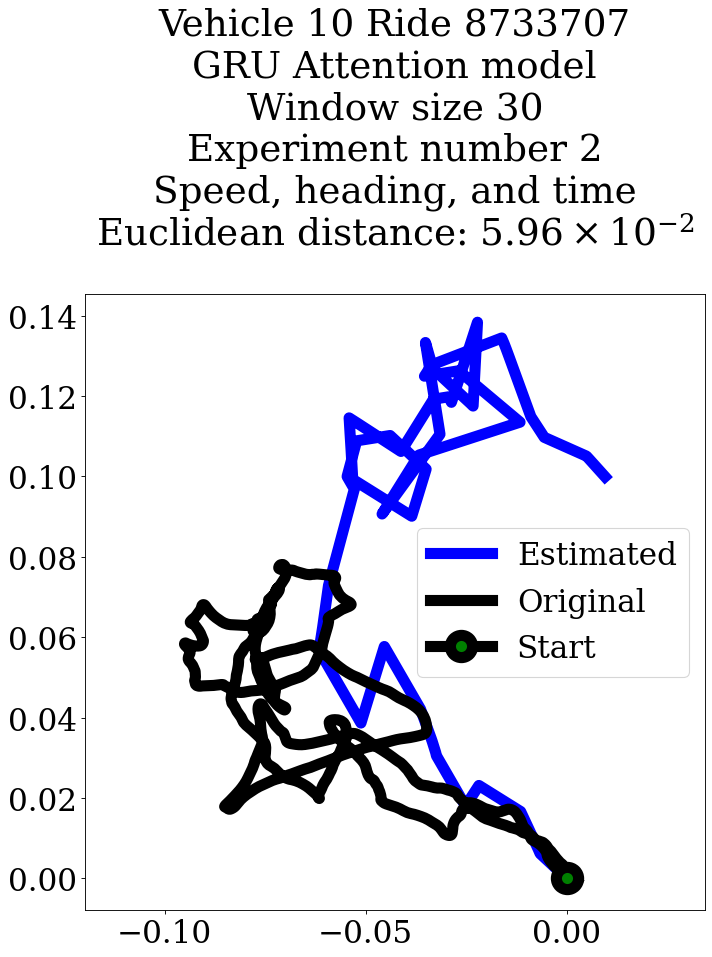 Vehicle 10 Ride 8733707
GRU Attention model
Window size 30
Experiment number 2
Speed, heading, and time
Euclidean distance: 5.96 × 10⁻²
0.14
0.12
0.10
0.08
0.06
0.04
0.02
0.00
Estimated
Original
Start
−0.10
−0.05
0.00